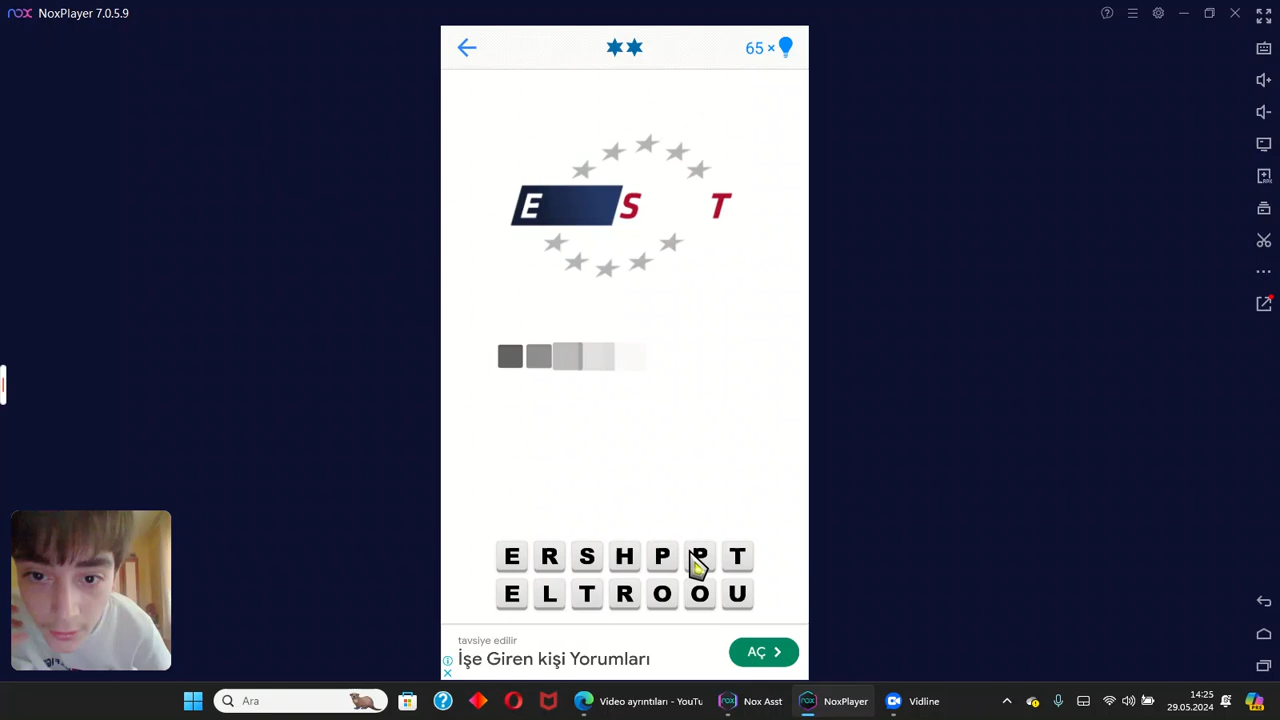 NOX NoxPlayer 7.0.5.9
65 ×
E S T
E R S H P P T
E L T R O O U
tavsiye edilir
İşe Giren kişi Yorumları
AÇ
Ara
Video ayrıntıları - YouTu
Nox Asst
NoxPlayer
Vidline
14:25
29.05.2024